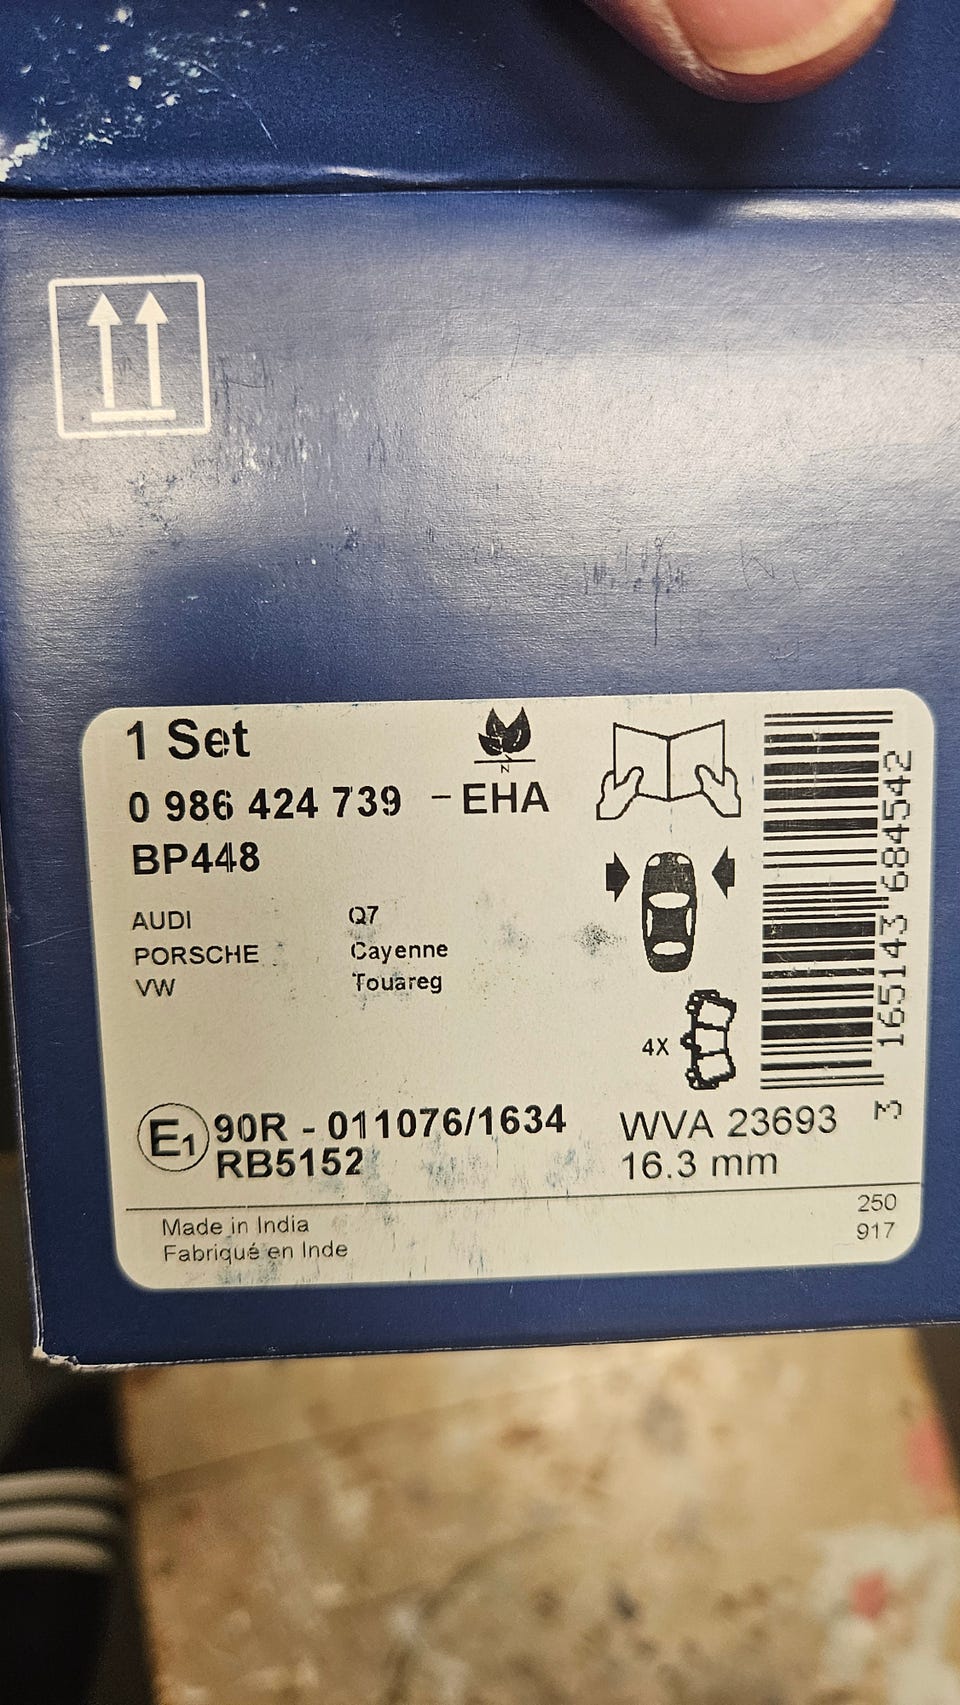 1 Set
0 986 424 739 - EHA
BP448
AUDI Q7
PORSCHE Cayenne
VW Touareg
4X
E1 90R - 011076/1634
RB5152
WVA 23693
16.3 mm
Made in India
Fabriqué en Inde
250
917
3 165143 684542
N